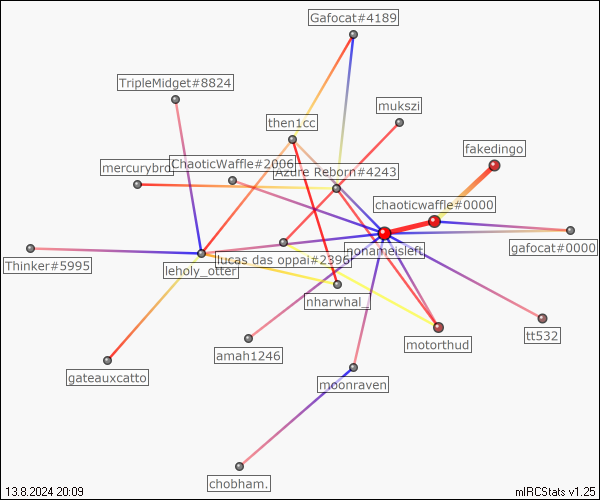 Gafocat#4189
TripleMidget#8824
mukszi
then1cc
fakedingo
mercurybro
ChaoticWaffle#2006
Azure Reborn#4243
chaoticwaffle#0000
gafocat#0000
nonameisleft
lucas das oppai#2396
Thinker#5995
leholy_otter
nharwhal_
tt532
motorthud
amah1246
gateauxcatto
moonraven
chobham.
13.8.2024 20:09
mIRCStats v1.25